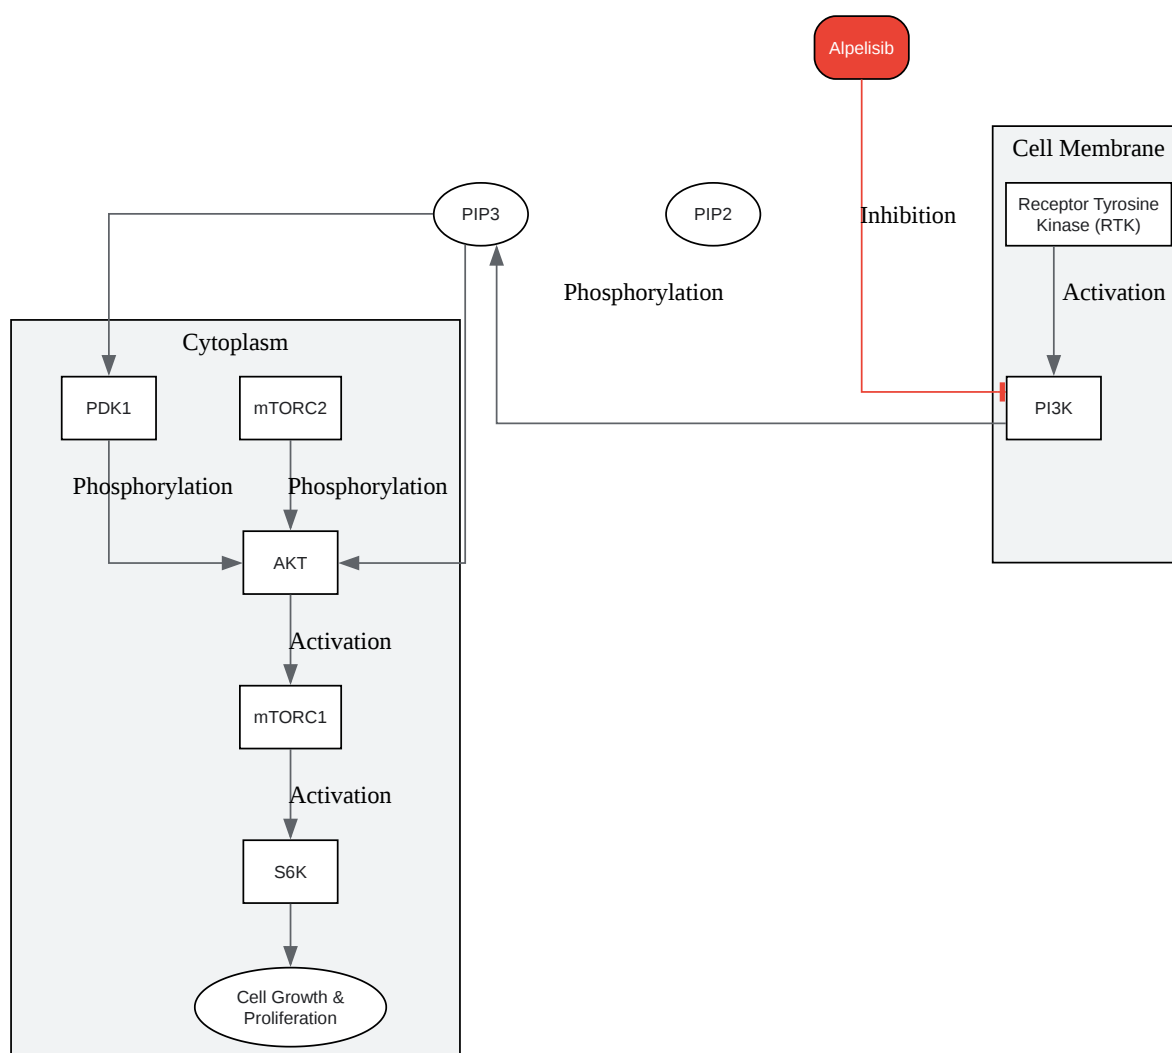 Alpelisib
Cell Membrane
PIP3
PIP2
Inhibition
Receptor Tyrosine
Kinase (RTK)
Phosphorylation
Activation
Cytoplasm
PDK1
mTORC2
PI3K
Phosphorylation
Phosphorylation
AKT
Activation
mTORC1
Activation
S6K
Cell Growth &
Proliferation